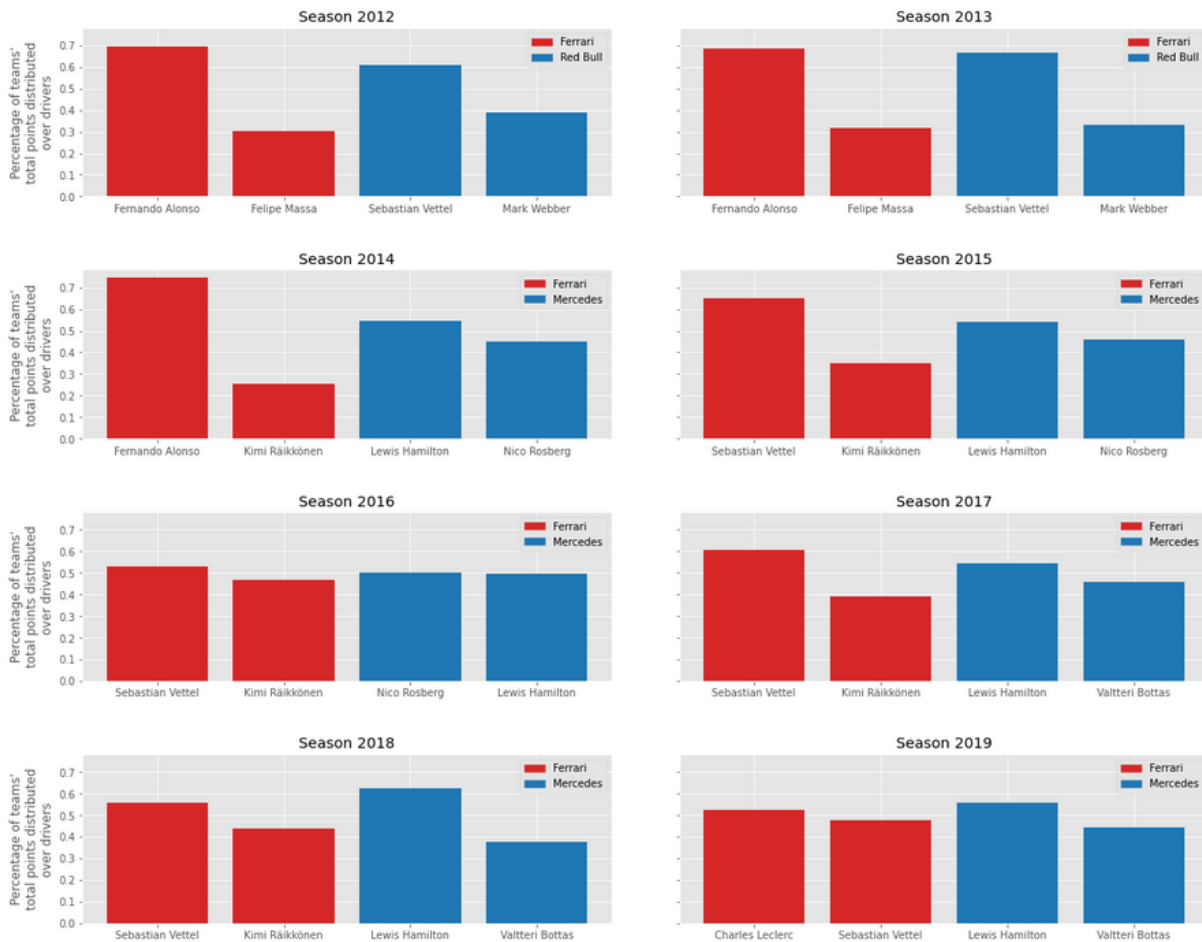 Season 2012
Percentage of teams'
total points distributed
over drivers
0.7
0.6
0.5
0.4
0.3
0.2
0.1
0.0
Ferrari
Red Bull
Fernando Alonso
Felipe Massa
Sebastian Vettel
Mark Webber
Season 2013
Ferrari
Red Bull
Fernando Alonso
Felipe Massa
Sebastian Vettel
Mark Webber
Season 2014
Percentage of teams'
total points distributed
over drivers
0.7
0.6
0.5
0.4
0.3
0.2
0.1
0.0
Ferrari
Mercedes
Fernando Alonso
Kimi Räikkönen
Lewis Hamilton
Nico Rosberg
Season 2015
Ferrari
Mercedes
Sebastian Vettel
Kimi Räikkönen
Lewis Hamilton
Nico Rosberg
Season 2016
Percentage of teams'
total points distributed
over drivers
0.7
0.6
0.5
0.4
0.3
0.2
0.1
0.0
Ferrari
Mercedes
Sebastian Vettel
Kimi Räikkönen
Nico Rosberg
Lewis Hamilton
Season 2017
Ferrari
Mercedes
Sebastian Vettel
Kimi Räikkönen
Lewis Hamilton
Valtteri Bottas
Season 2018
Percentage of teams'
total points distributed
over drivers
0.7
0.6
0.5
0.4
0.3
0.2
0.1
0.0
Ferrari
Mercedes
Sebastian Vettel
Kimi Räikkönen
Lewis Hamilton
Valtteri Bottas
Season 2019
Ferrari
Mercedes
Charles Leclerc
Sebastian Vettel
Lewis Hamilton
Valtteri Bottas